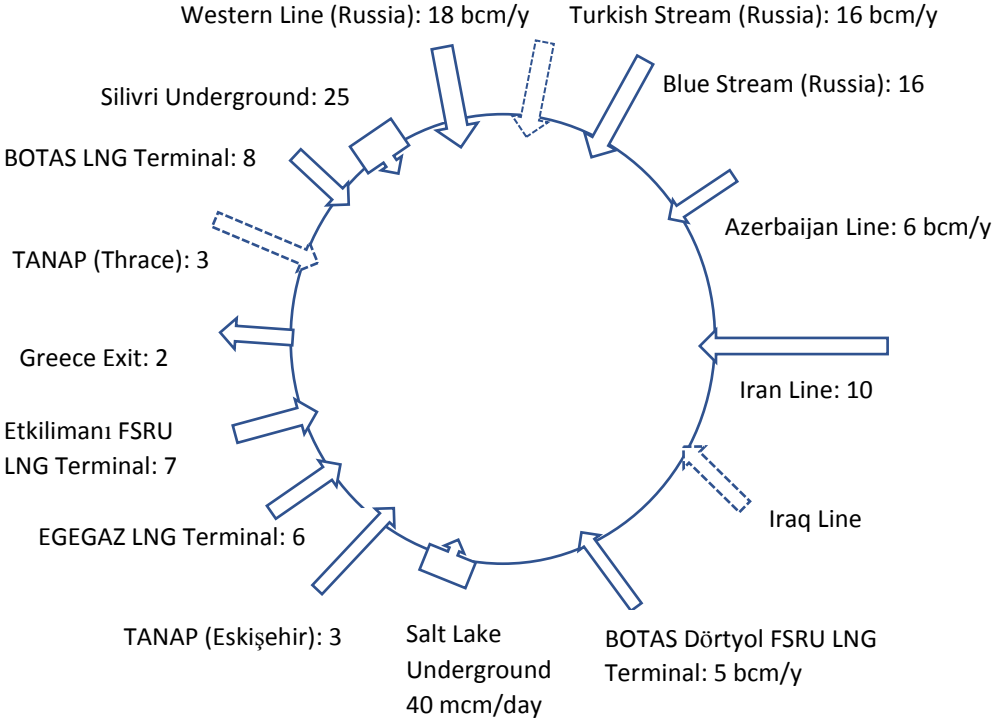 Western Line (Russia): 18 bcm/y
Turkish Stream (Russia): 16 bcm/y
Silivri Underground: 25
Blue Stream (Russia): 16
BOTAS LNG Terminal: 8
Azerbaijan Line: 6 bcm/y
TANAP (Thrace): 3
Greece Exit: 2
Iran Line: 10
Etkilimanı FSRU
LNG Terminal: 7
Iraq Line
EGEGAZ LNG Terminal: 6
TANAP (Eskişehir): 3
Salt Lake
Underground
40 mcm/day
BOTAS Dörtyol FSRU LNG
Terminal: 5 bcm/y